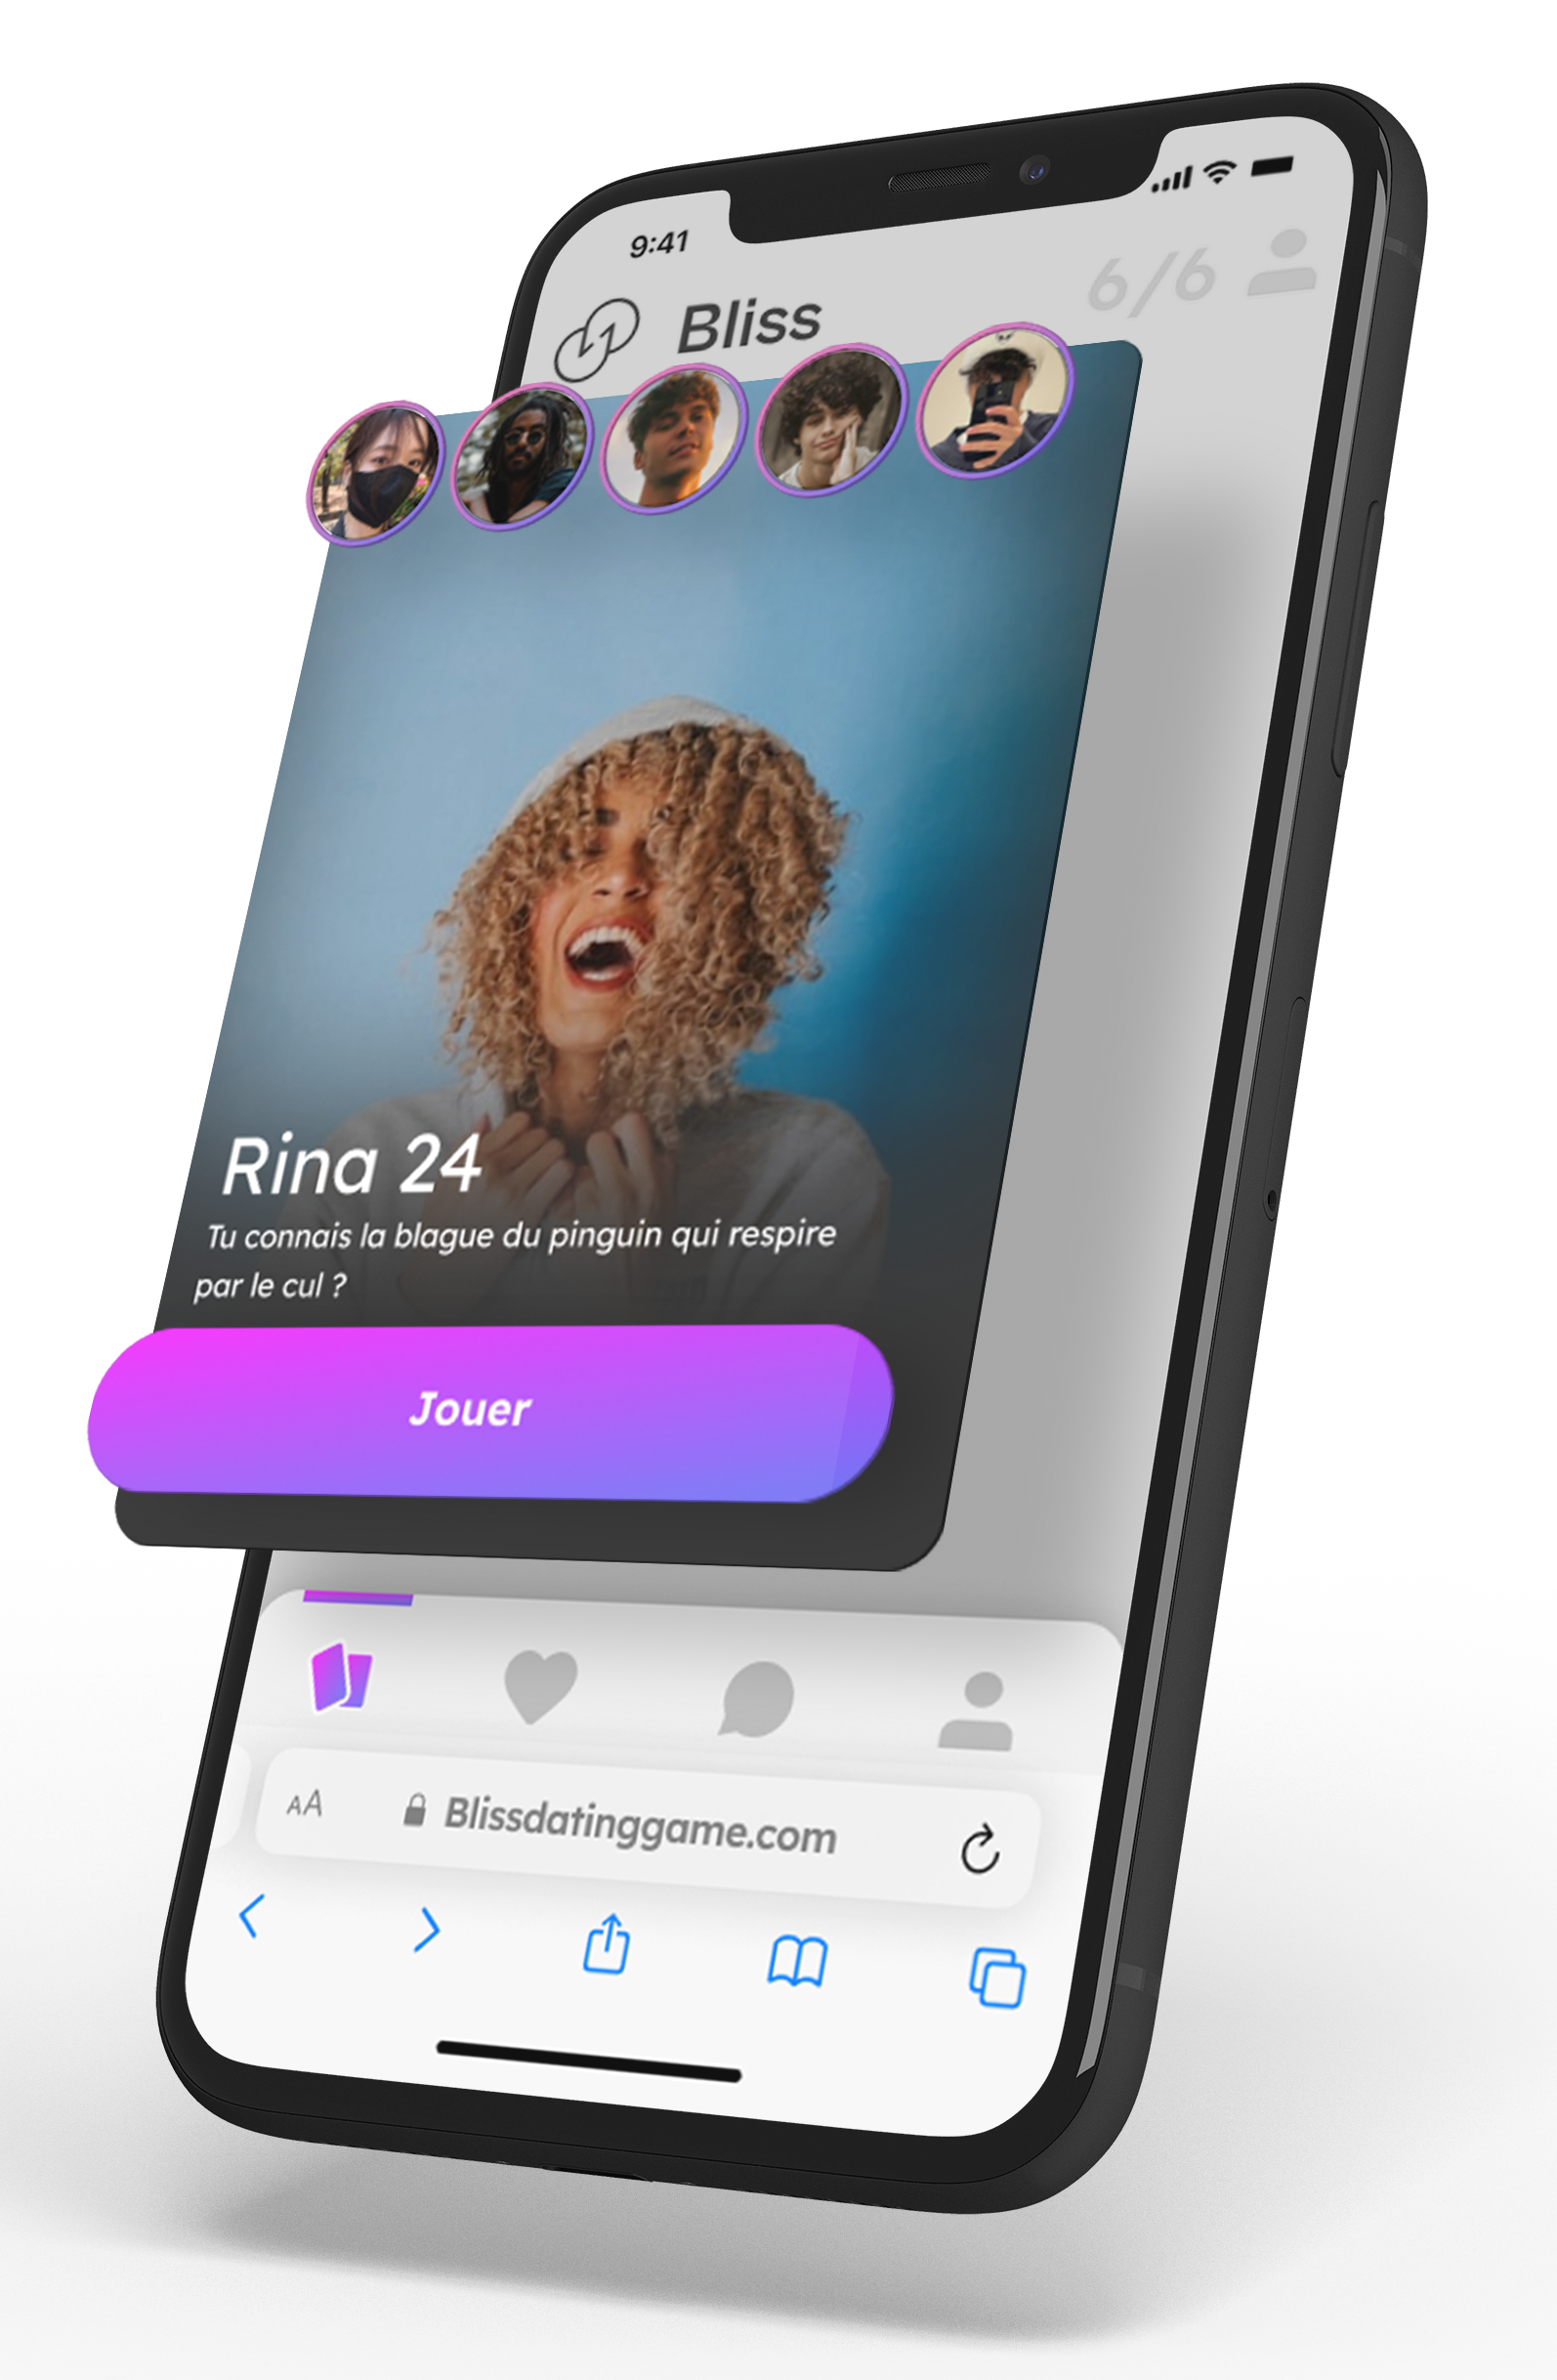 9:41
6/6
Bliss
Rina 24
Tu connais la blague du pinguin qui respire
par le cul ?
Jouer
AA
Blissdatinggame.com